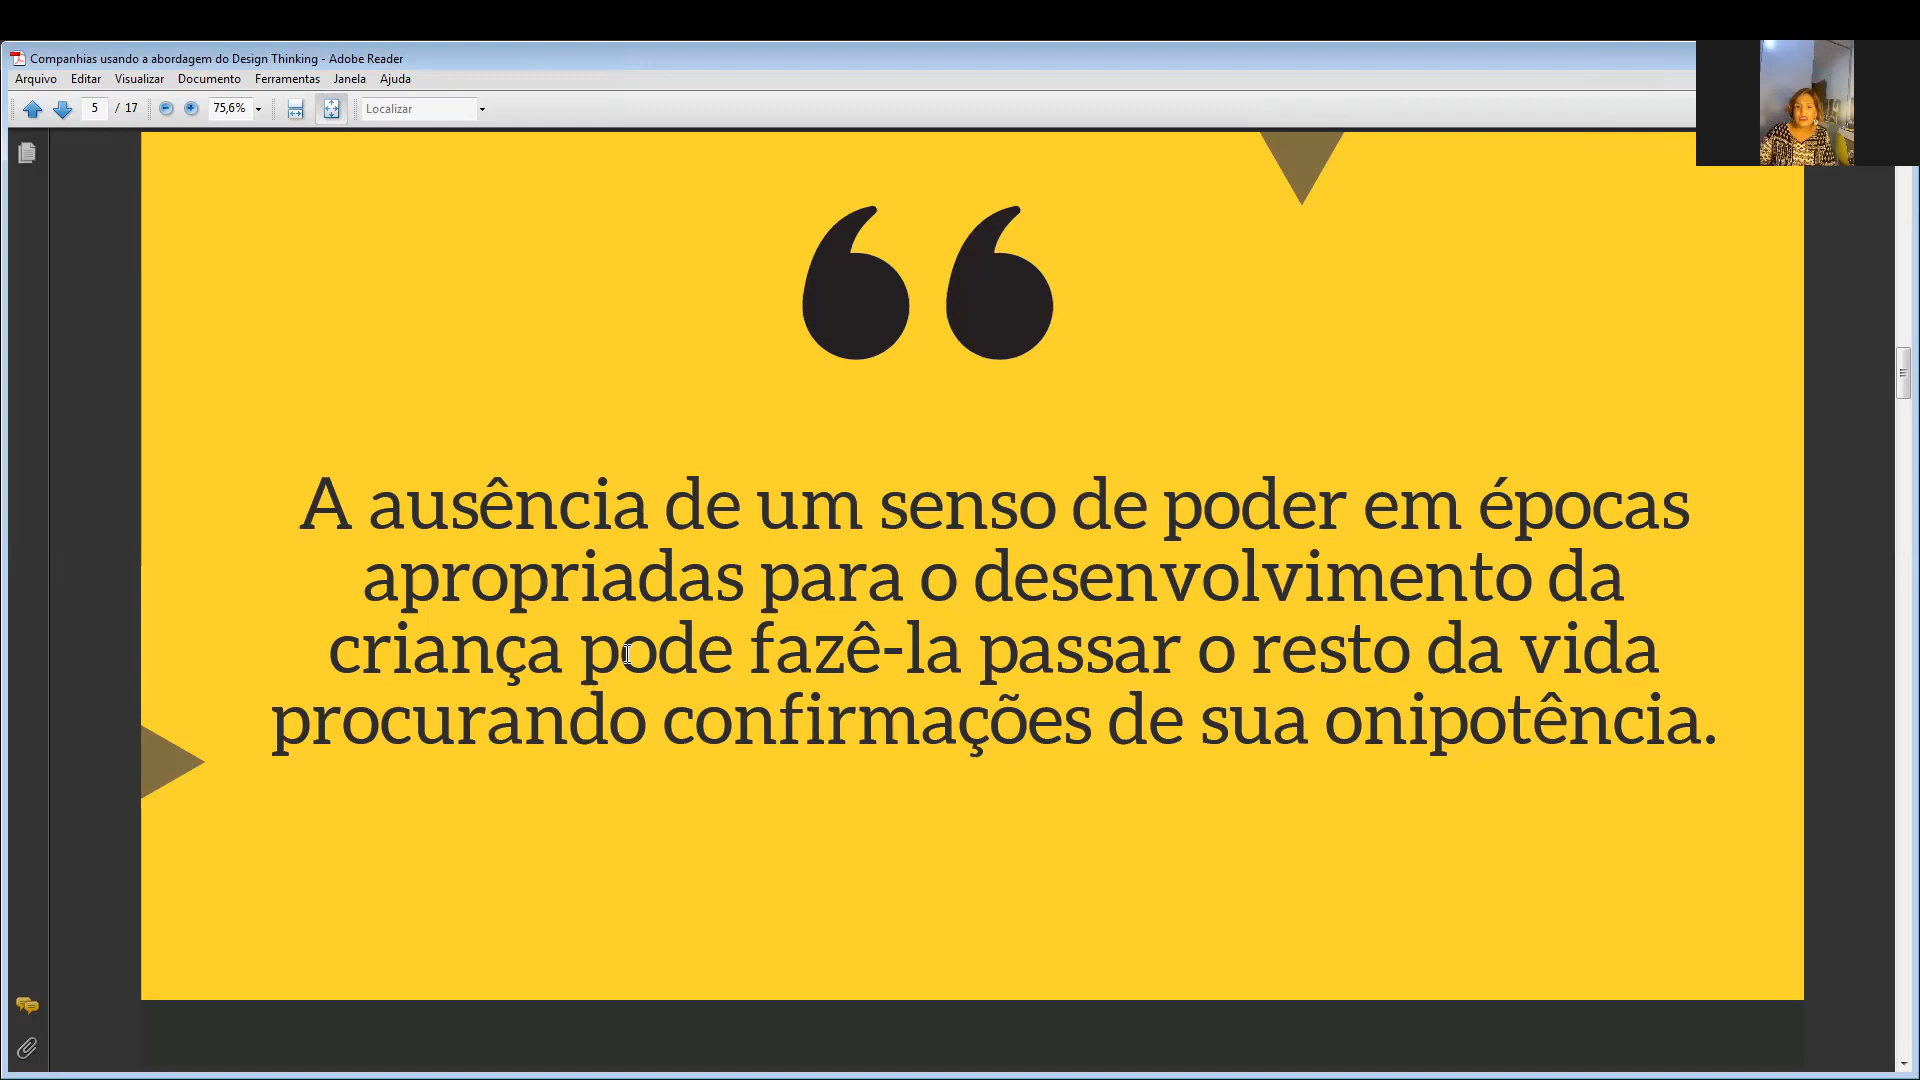 Companhias usando a abordagem do Design Thinking - Adobe Reader
Arquivo Editar Visualizar Documento Ferramentas Janela Ajuda
5 / 17 75,6% Localizar
A ausência de um senso de poder em épocas
apropriadas para o desenvolvimento da
criança pode fazê-la passar o resto da vida
procurando confirmações de sua onipotência.